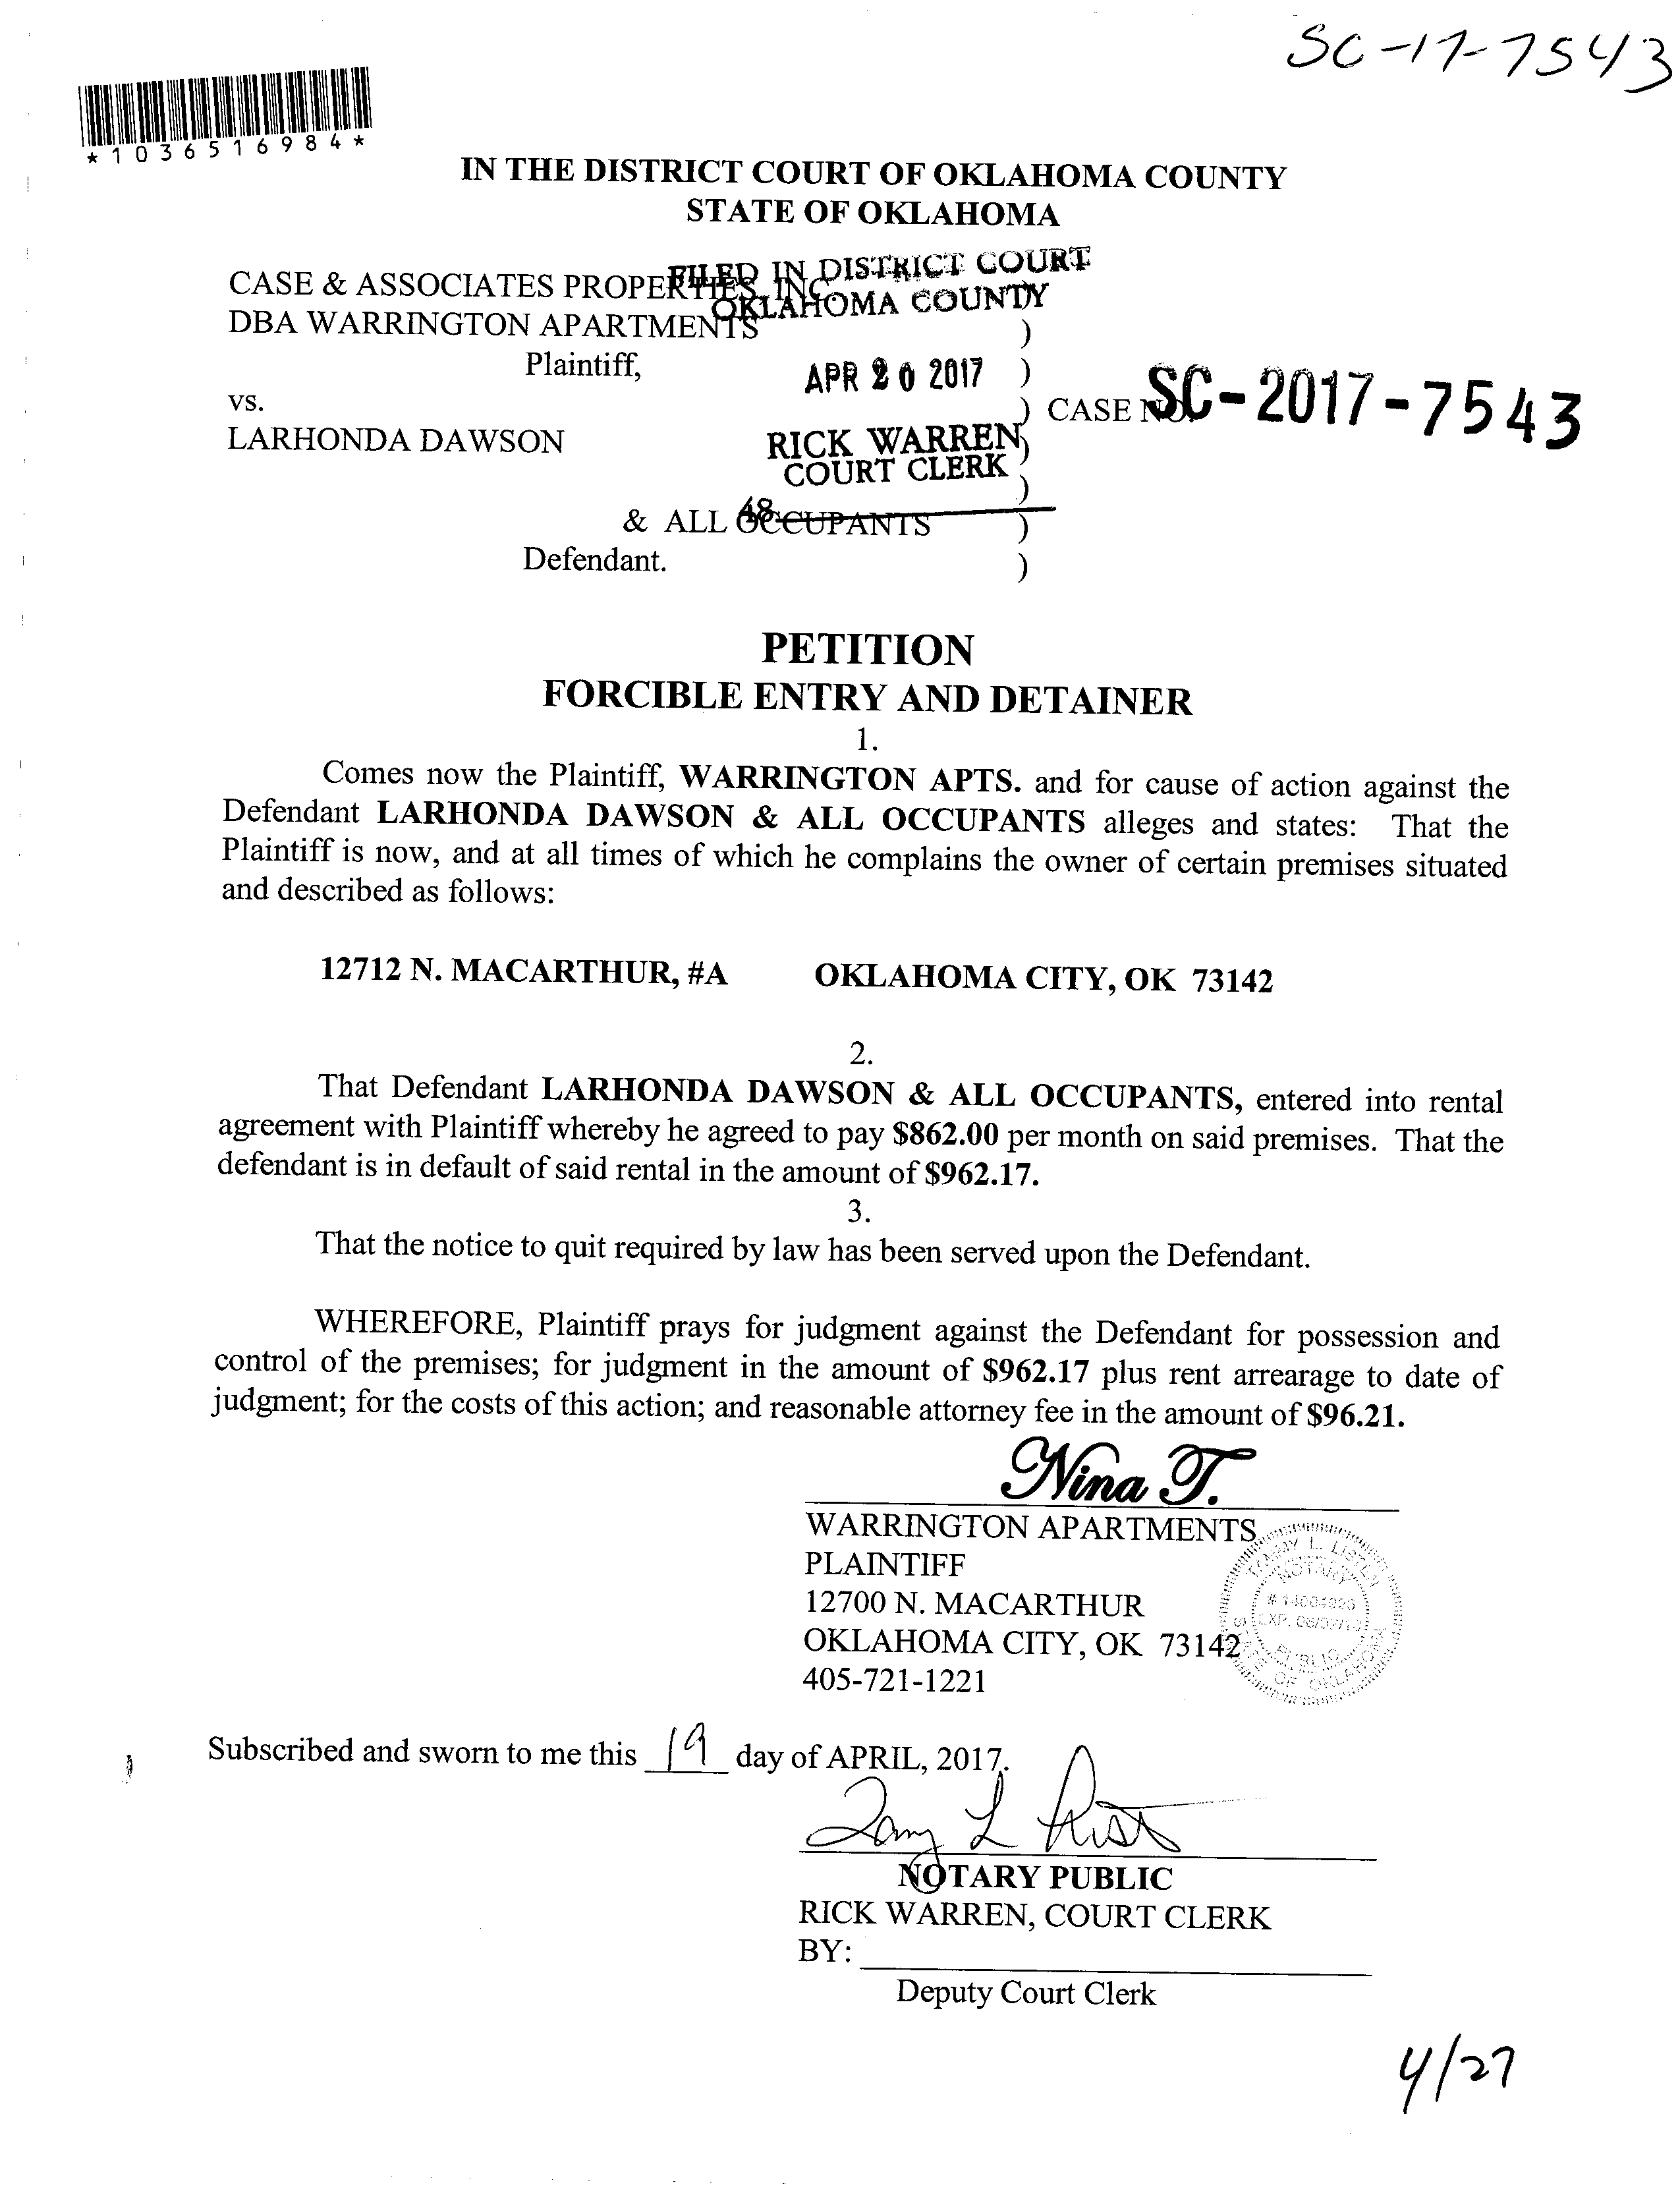 SC-17-7543
*1036516984*
IN THE DISTRICT COURT OF OKLAHOMA COUNTY
STATE OF OKLAHOMA
FILED IN DISTRICT COURT
OKLAHOMA COUNTY
CASE & ASSOCIATES PROPERTIES, INC.
DBA WARRINGTON APARTMENTS )
Plaintiff, APR 20 2017 )
vs. ) CASE NO. SC-2017-7543
LARHONDA DAWSON RICK WARREN )
COURT CLERK )
)
48
& ALL OCCUPANTS )
Defendant. )
PETITION
FORCIBLE ENTRY AND DETAINER
1.
Comes now the Plaintiff, WARRINGTON APTS. and for cause of action against the
Defendant LARHONDA DAWSON & ALL OCCUPANTS alleges and states: That the
Plaintiff is now, and at all times of which he complains the owner of certain premises situated
and described as follows:
12712 N. MACARTHUR, #A OKLAHOMA CITY, OK 73142
2.
That Defendant LARHONDA DAWSON & ALL OCCUPANTS, entered into rental
agreement with Plaintiff whereby he agreed to pay $862.00 per month on said premises. That the
defendant is in default of said rental in the amount of $962.17.
3.
That the notice to quit required by law has been served upon the Defendant.
WHEREFORE, Plaintiff prays for judgment against the Defendant for possession and
control of the premises; for judgment in the amount of $962.17 plus rent arrearage to date of
judgment; for the costs of this action; and reasonable attorney fee in the amount of $96.21.
Nina T.
WARRINGTON APARTMENTS
PLAINTIFF
12700 N. MACARTHUR
OKLAHOMA CITY, OK 73142
405-721-1221
NOTARY
PUBLIC
STATE OF OKLAHOMA
Subscribed and sworn to me this 19 day of APRIL, 2017.
NOTARY PUBLIC
RICK WARREN, COURT CLERK
BY:
Deputy Court Clerk
4/27